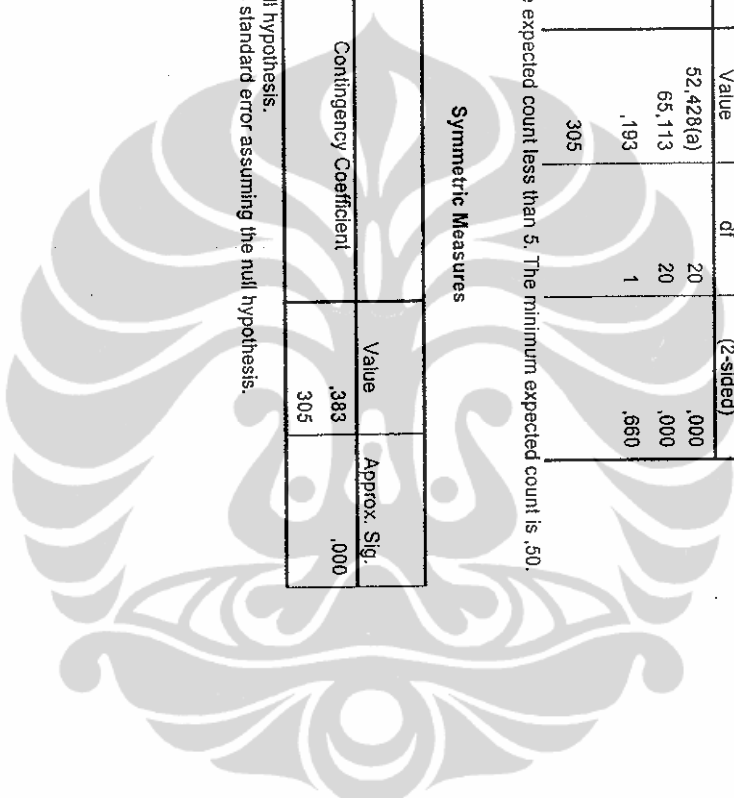 Value df (2-sided)
52,428(a) 20 ,000
65,113 20 ,000
,193 1 ,660
305
expected count less than 5. The minimum expected count is ,50.
Symmetric Measures
Value Approx. Sig.
Contingency Coefficient ,383 ,000
305
hypothesis.
standard error assuming the null hypothesis.